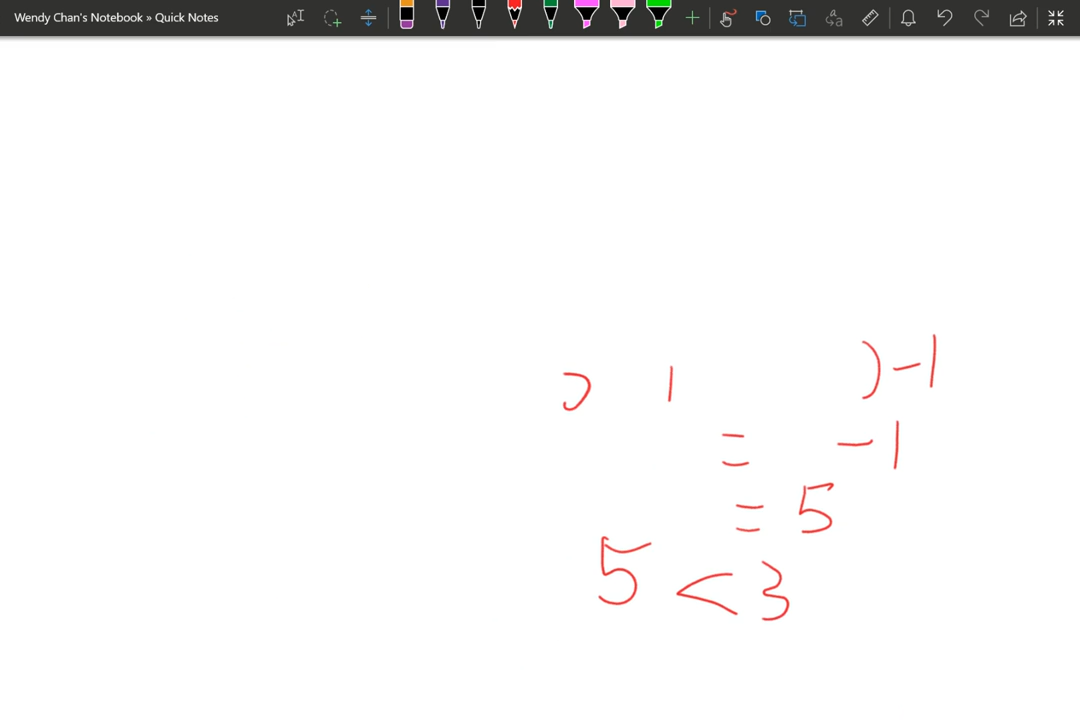 Wendy Chan's Notebook » Quick Notes
1 ) - 1
= - 1
= 5
5 < 3